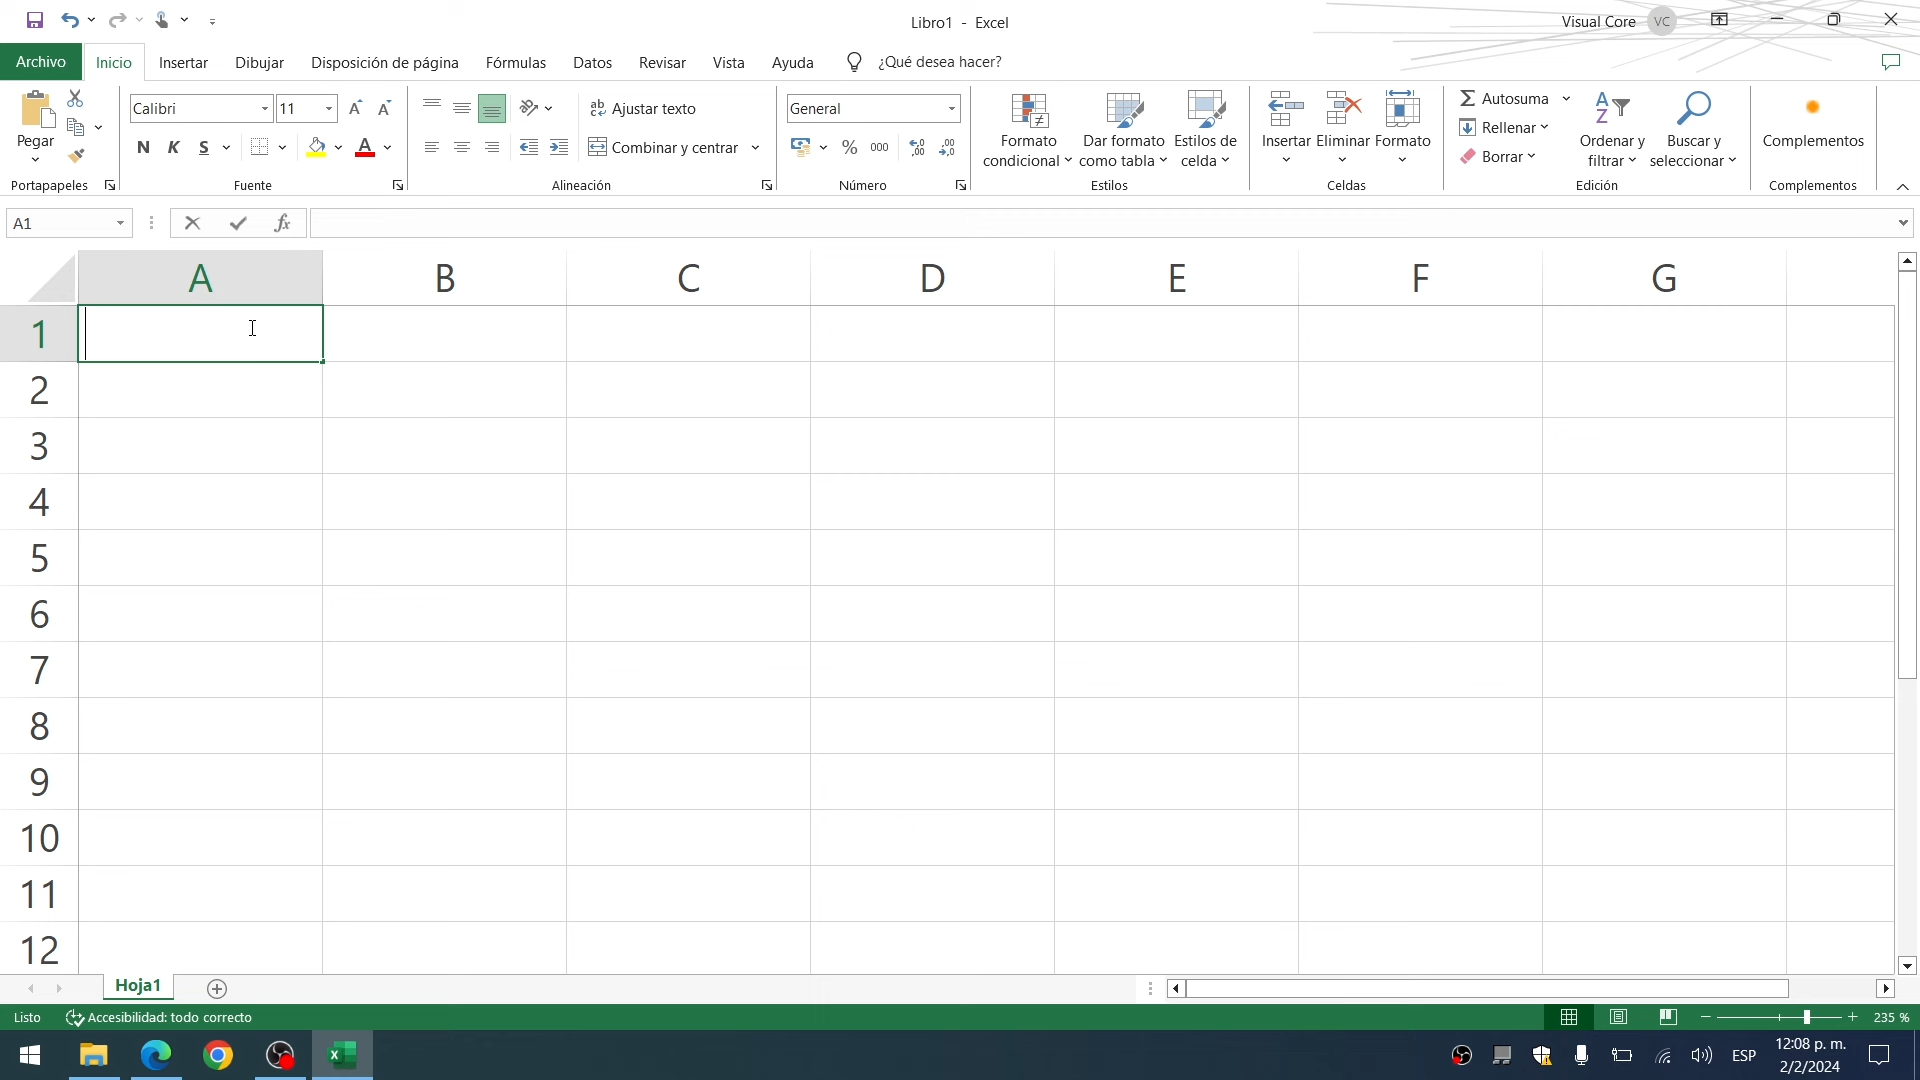 Libro1 - Excel
Visual Core VC
Archivo Inicio Insertar Dibujar Disposición de página Fórmulas Datos Revisar Vista Ayuda ¿Qué desea hacer?
Pegar
Portapapeles
Calibri 11
N K S A
Fuente
ab Ajustar texto
Combinar y centrar
Alineación
General
% 000
Número
Formato condicional
Dar formato como tabla
Estilos de celda
Estilos
Insertar Eliminar Formato
Celdas
Σ Autosuma
Rellenar
Borrar
Ordenar y filtrar
Buscar y seleccionar
Edición
Complementos
Complementos
A1
fx
A B C D E F G
1
2
3
4
5
6
7
8
9
10
11
12
Hoja1
Listo Accesibilidad: todo correcto
235 %
ESP
12:08 p. m.
2/2/2024